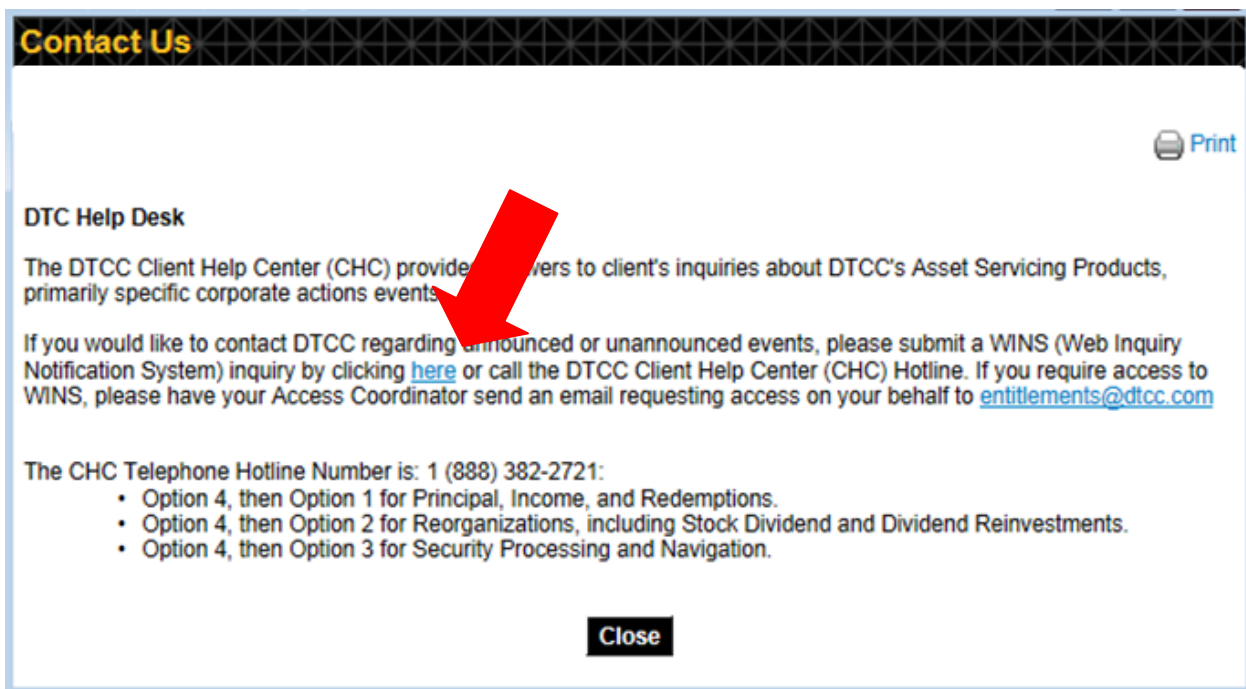 Contact Us
Print
DTC Help Desk
The DTCC Client Help Center (CHC) provide vers to client's inquiries about DTCC's Asset Servicing Products,
primarily specific corporate actions events
If you would like to contact DTCC regarding announced or unannounced events, please submit a WINS (Web Inquiry
Notification System) inquiry by clicking here or call the DTCC Client Help Center (CHC) Hotline. If you require access to
WINS, please have your Access Coordinator send an email requesting access on your behalf to entitlements@dtcc.com
The CHC Telephone Hotline Number is: 1 (888) 382-2721:
• Option 4, then Option 1 for Principal, Income, and Redemptions.
• Option 4, then Option 2 for Reorganizations, including Stock Dividend and Dividend Reinvestments.
• Option 4, then Option 3 for Security Processing and Navigation.
Close